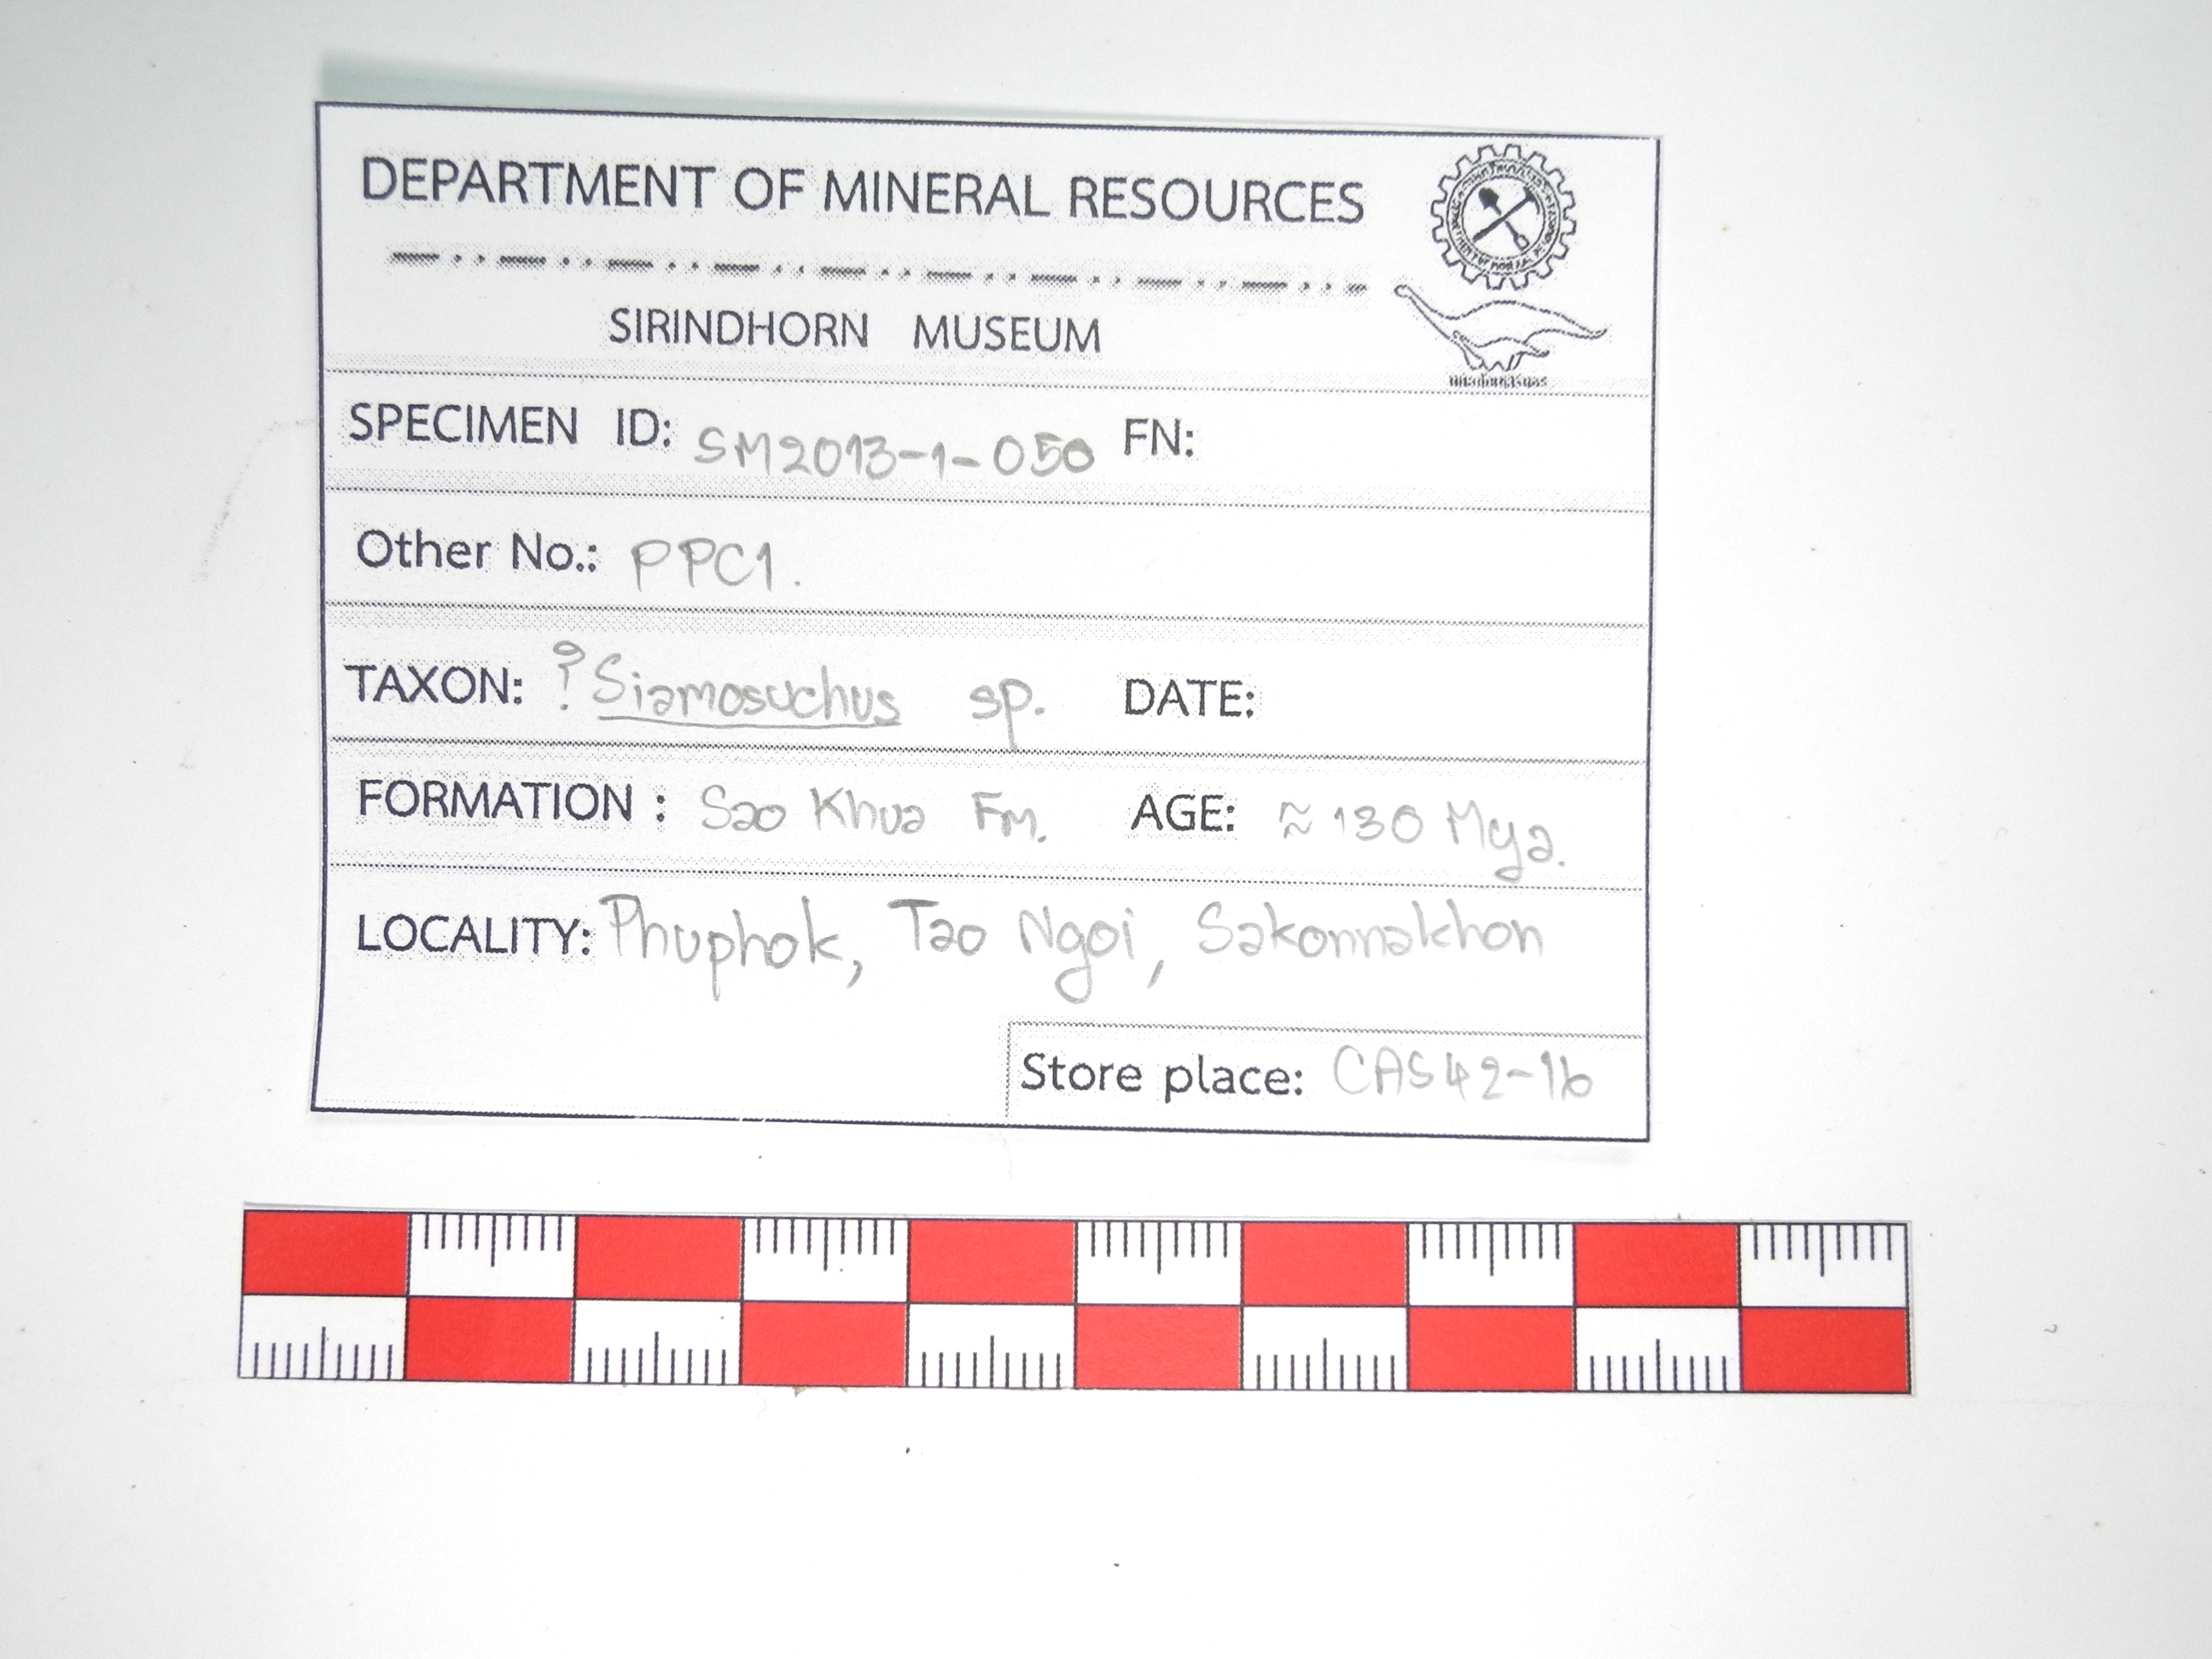 DEPARTMENT OF MINERAL RESOURCES
SIRINDHORN MUSEUM
SPECIMEN ID: SM2013-1-050 FN:
Other No.: PPC1.
TAXON: ? Siamosuchus sp. DATE:
FORMATION : Sao Khua Fm. AGE: ≈ 130 Mya.
LOCALITY: Phuphok, Tao Ngoi, Sakonnakhon
Store place: CAS42-1b